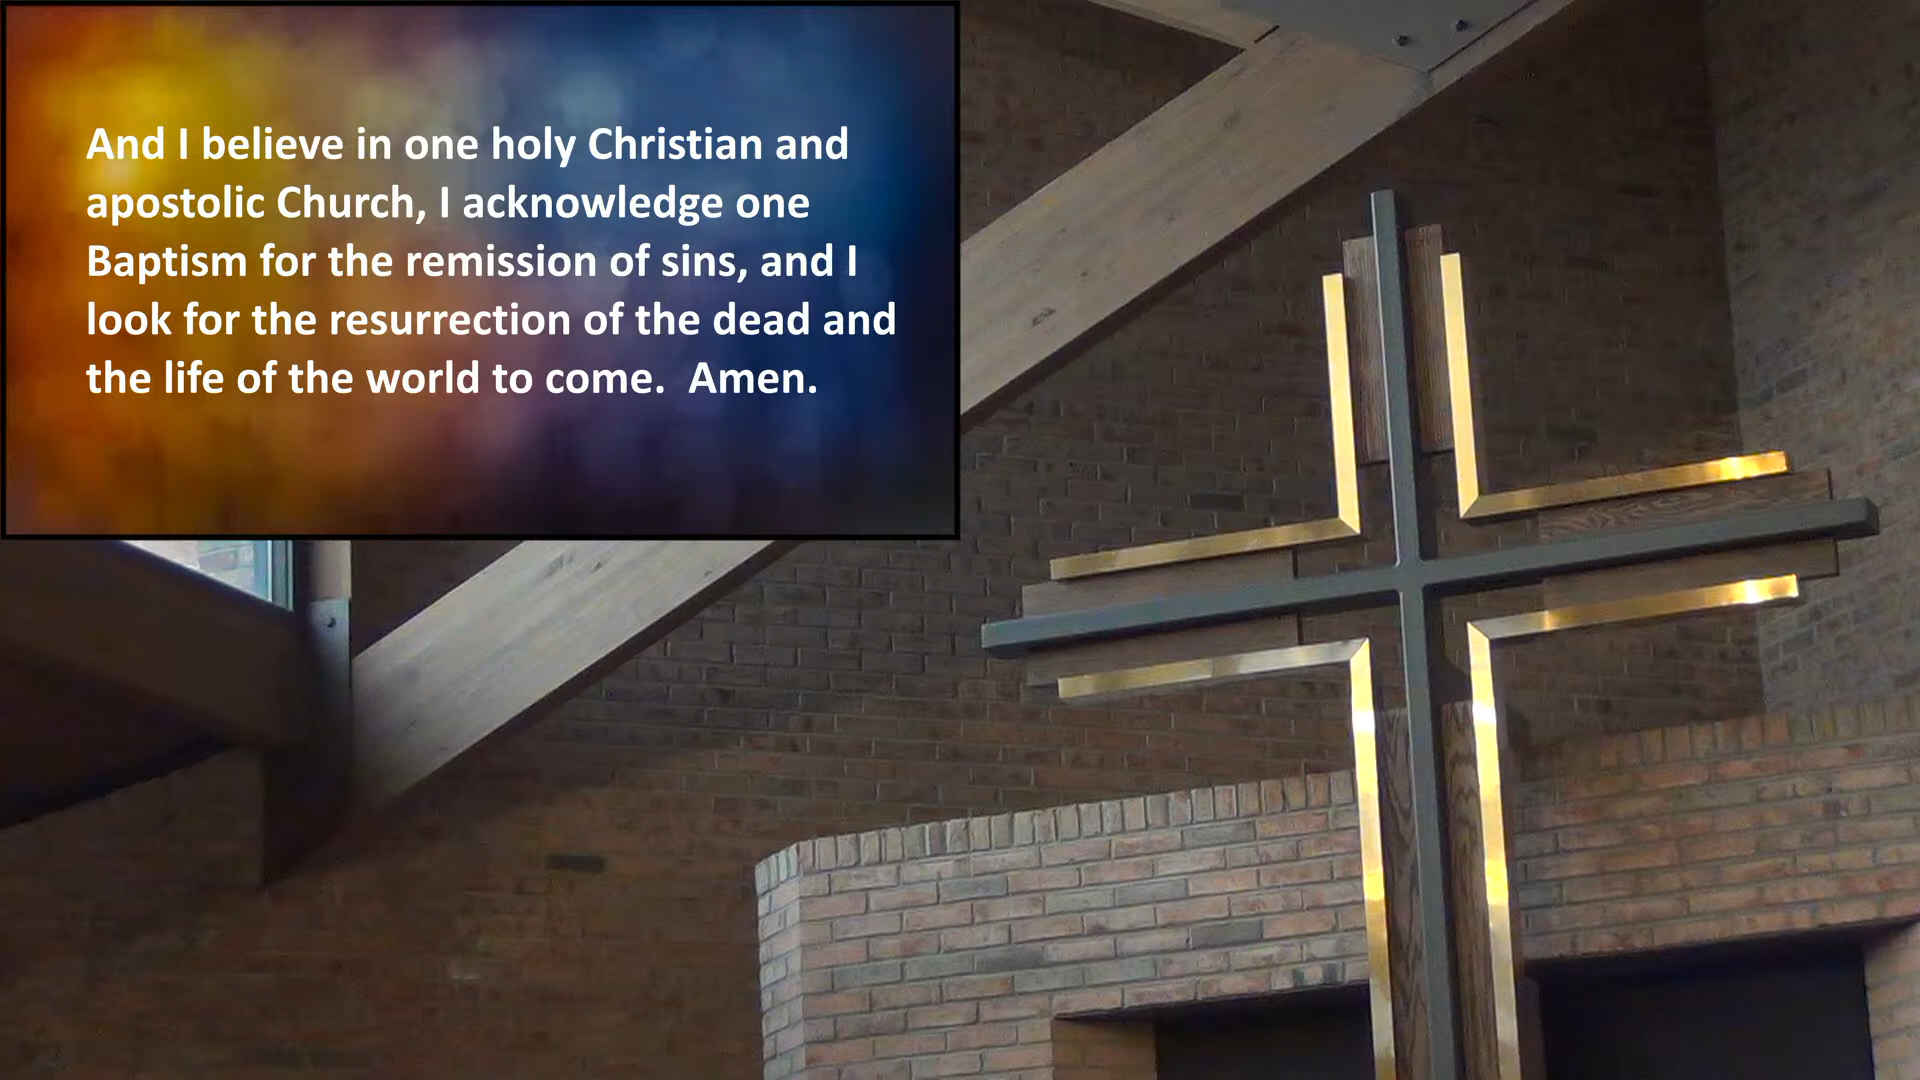 And I believe in one holy Christian and
apostolic Church, I acknowledge one
Baptism for the remission of sins, and I
look for the resurrection of the dead and
the life of the world to come.  Amen.